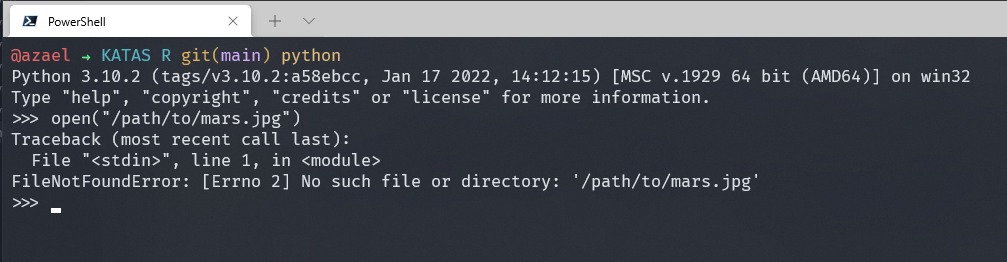 PowerShell
@azael → KATAS R git(main) python
Python 3.10.2 (tags/v3.10.2:a58ebcc, Jan 17 2022, 14:12:15) [MSC v.1929 64 bit (AMD64)] on win32
Type "help", "copyright", "credits" or "license" for more information.
>>> open("/path/to/mars.jpg")
Traceback (most recent call last):
  File "<stdin>", line 1, in <module>
FileNotFoundError: [Errno 2] No such file or directory: '/path/to/mars.jpg'
>>>